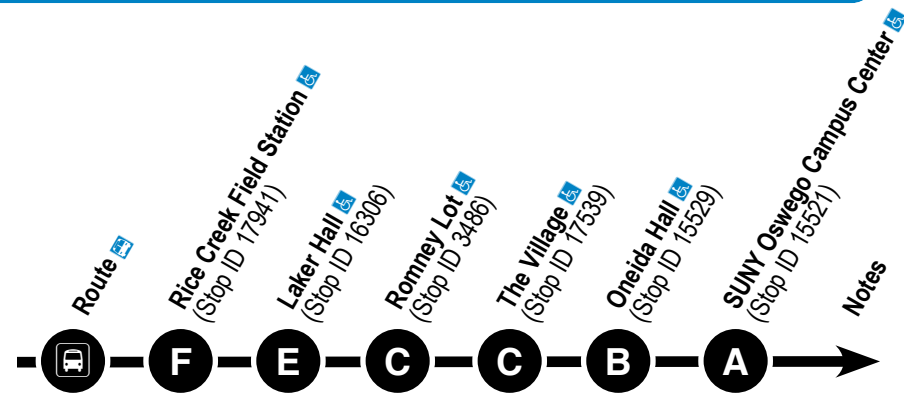 Route
Rice Creek Field Station
(Stop ID 17941)
Laker Hall
(Stop ID 16306)
Romney Lot
(Stop ID 3486)
The Village
(Stop ID 17539)
Oneida Hall
(Stop ID 15529)
SUNY Oswego Campus Center
(Stop ID 15521)
Notes
F E C C B A